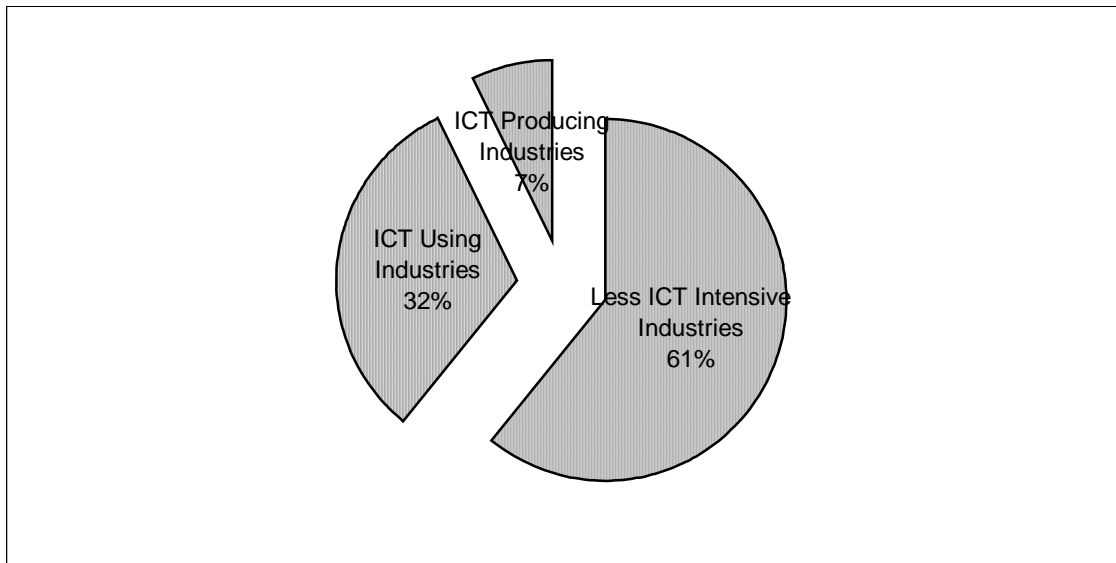 ICT Producing
Industries
7%
ICT Using
Industries
32%
Less ICT Intensive
Industries
61%